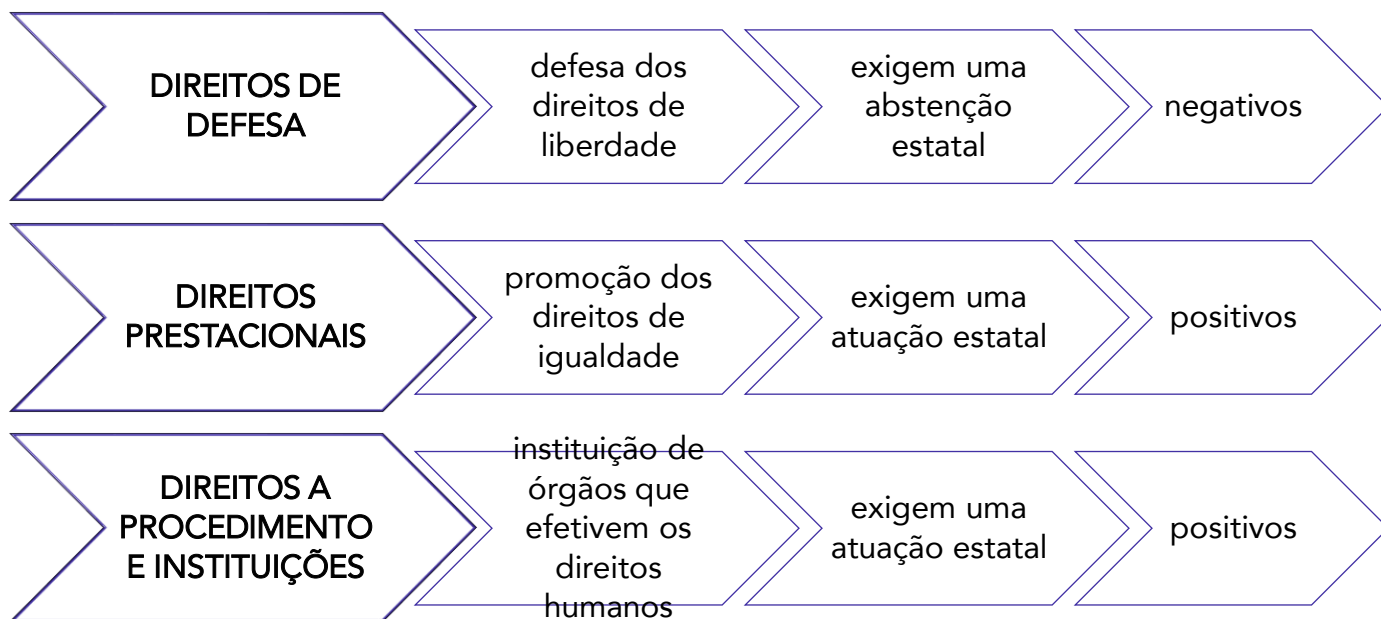 DIREITOS DE
DEFESA
defesa dos
direitos de
liberdade
exigem uma
abstenção
estatal
negativos
DIREITOS
PRESTACIONAIS
promoção dos
direitos de
igualdade
exigem uma
atuação estatal
positivos
DIREITOS A
PROCEDIMENTO
E INSTITUIÇÕES
instituição de
órgãos que
efetivem os
direitos
humanos
exigem uma
atuação estatal
positivos